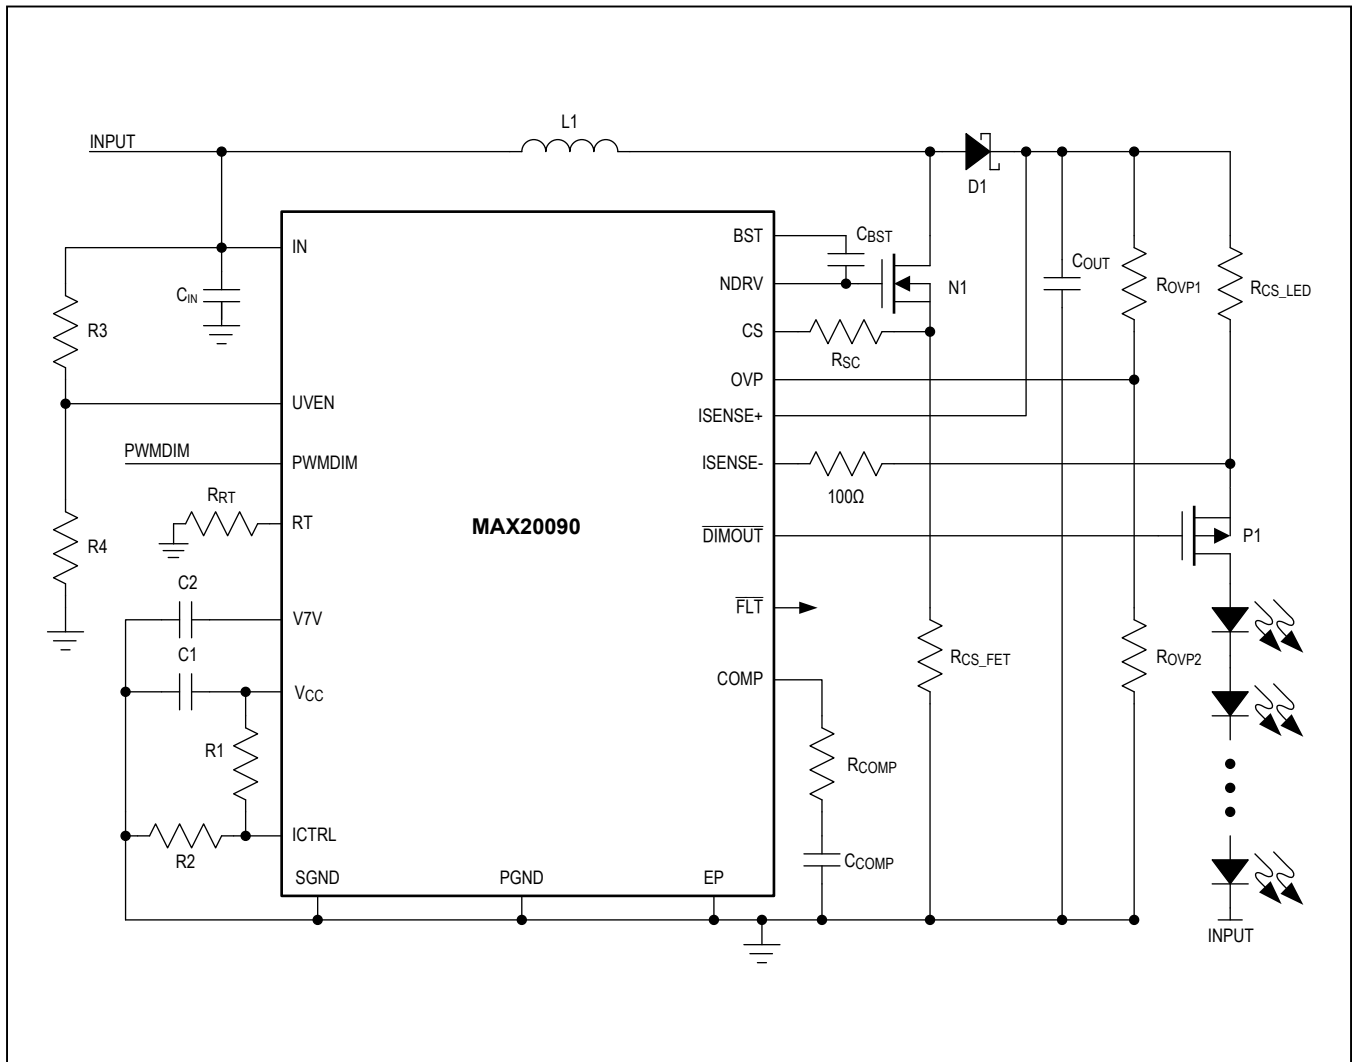 L1
INPUT
D1
IN
BST
CBST
CIN
NDRV
N1
COUT
ROVP1
RCS_LED
R3
CS
RSC
OVP
UVEN
ISENSE+
PWMDIM
PWMDIM
ISENSE-
100Ω
RRT
RT
MAX20090
DIMOUT
P1
R4
C2
V7V
FLT
C1
RCS_FET
ROVP2
VCC
COMP
R1
RCOMP
ICTRL
R2
CCOMP
SGND
PGND
EP
INPUT